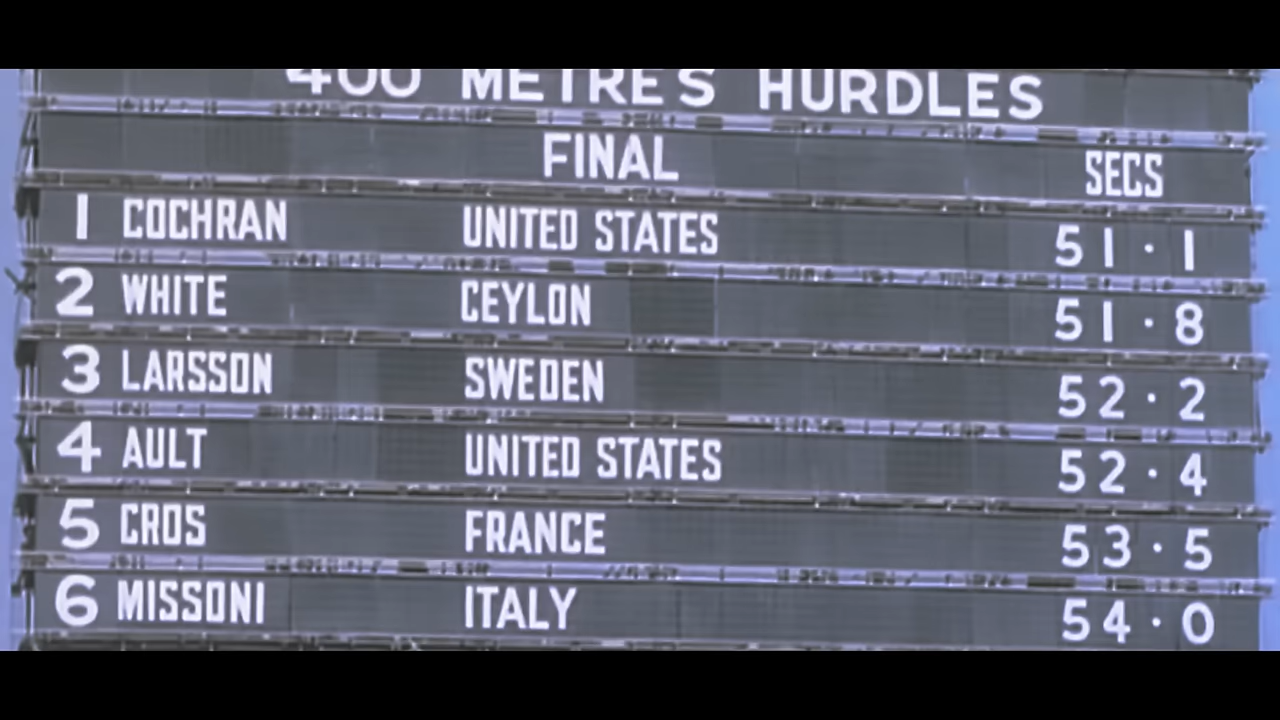 400 METRES HURDLES
FINAL SECS
1 COCHRAN UNITED STATES 51·1
2 WHITE CEYLON 51·8
3 LARSSON SWEDEN 52·2
4 AULT UNITED STATES 52·4
5 CROS FRANCE 53·5
6 MISSONI ITALY 54·0